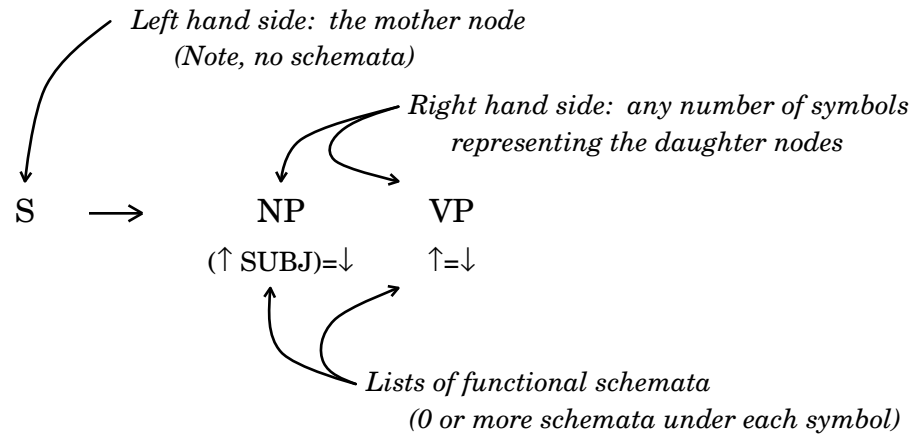 Left hand side: the mother node
(Note, no schemata)
Right hand side: any number of symbols
representing the daughter nodes
S → NP VP
(↑ SUBJ)=↓ ↑=↓
Lists of functional schemata
(0 or more schemata under each symbol)